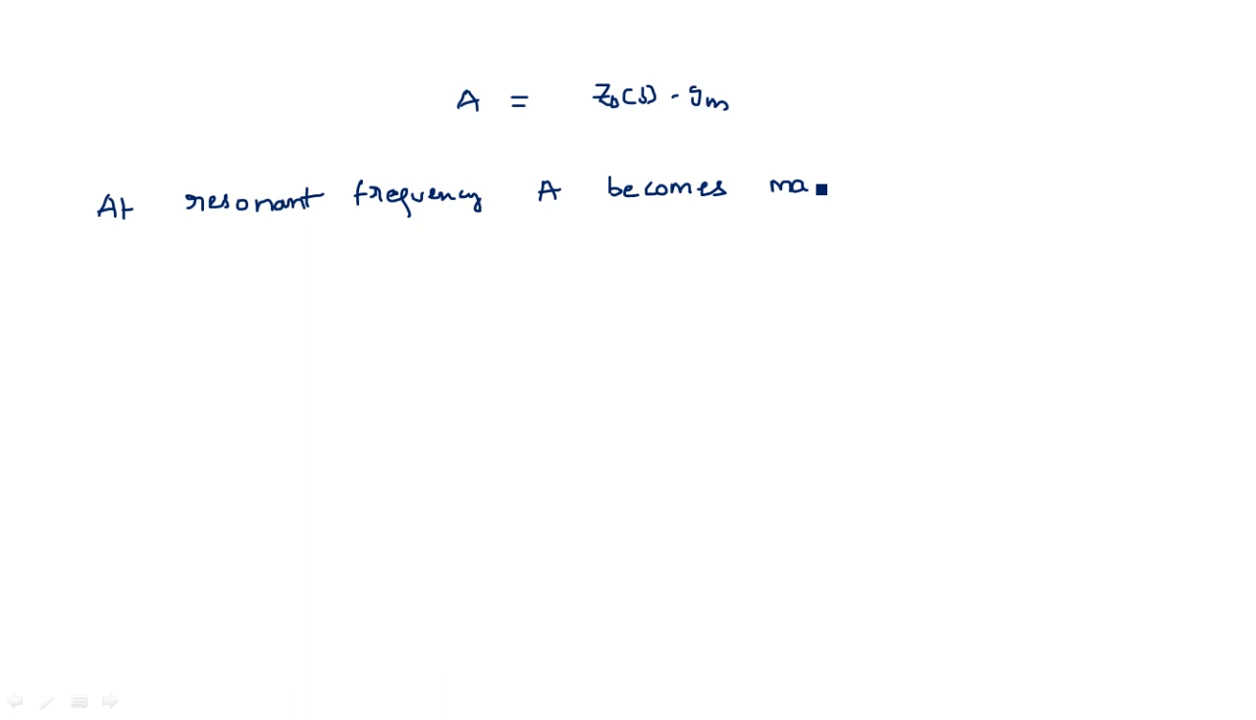 A = Z₀(s) · gm
At resonant frequency A becomes ma